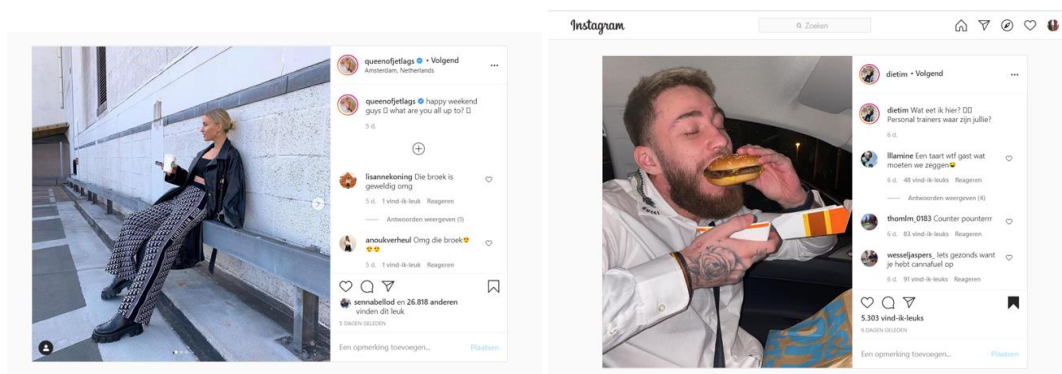 queenofjetlags • Volgend
Amsterdam, Netherlands
queenofjetlags happy weekend
guys ▯ what are you all up to? ▯
5 d.
lisannekoning Die broek is
geweldig omg
5 d. 1 vind-ik-leuk Reageren
Antwoorden weergeven (1)
anoukverheul Omg die broek😍
😍😍
5 d. 1 vind-ik-leuk Reageren
sennabellod en 26.818 anderen
vinden dit leuk
5 DAGEN GELEDEN
Een opmerking toevoegen... Plaatsen
Instagram
Zoeken
dietim • Volgend
dietim Wat eet ik hier? ▯▯
Personal trainers waar zijn jullie?
6 d.
lllamine Een taart wtf gast wat
moeten we zeggen😂
6 d. 48 vind-ik-leuks Reageren
Antwoorden weergeven (4)
thomlm_0183 Counter pounterrr
6 d. 83 vind-ik-leuks Reageren
wesseljaspers_ Iets gezonds want
je hebt cannafuel op
6 d. 91 vind-ik-leuks Reageren
5.303 vind-ik-leuks
6 DAGEN GELEDEN
Een opmerking toevoegen... Plaatsen